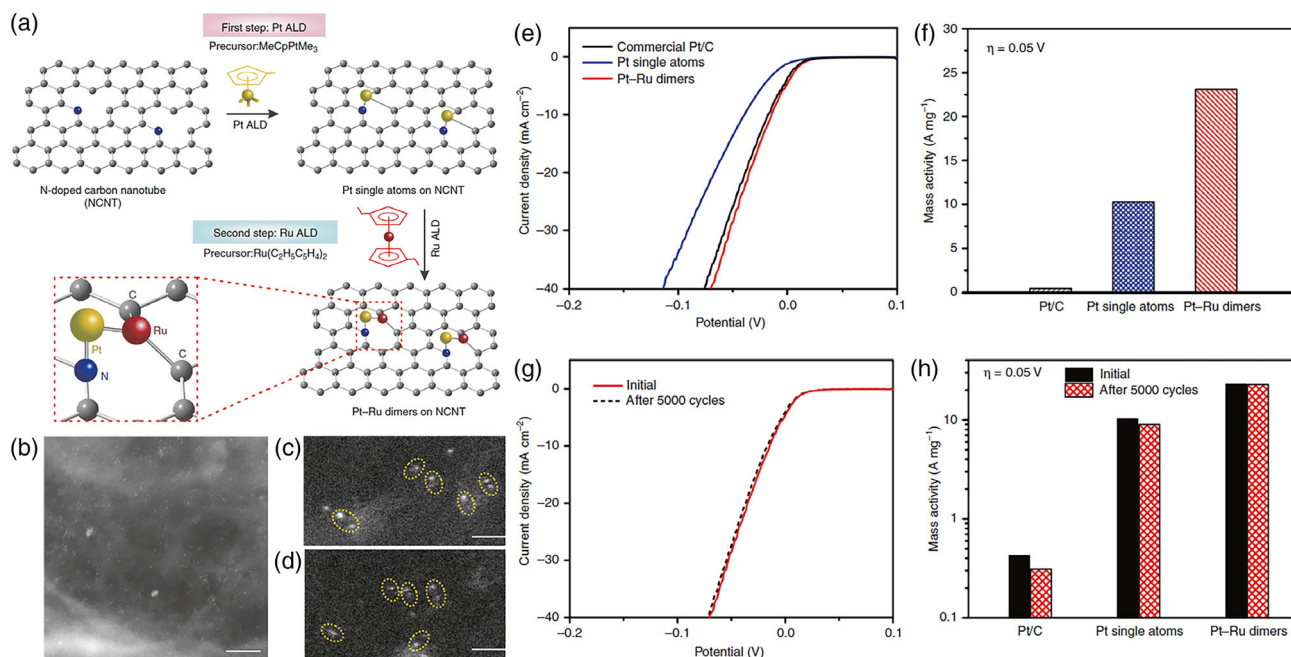 (a)
First step: Pt ALD
Precursor:MeCpPtMe3
Pt ALD
N-doped carbon nanotube
(NCNT)
Pt single atoms on NCNT
Second step: Ru ALD
Precursor:Ru(C2H5C5H4)2
Ru ALD
C
Ru
Pt
C
N
Pt–Ru dimers on NCNT
(b)
(c)
(d)
(e)
Commercial Pt/C
Pt single atoms
Pt–Ru dimers
Current density (mA cm−2)
0
−10
−20
−30
−40
−0.2
−0.1
0.0
0.1
Potential (V)
(f)
η = 0.05 V
Mass activity (A mg−1)
30
25
20
15
10
5
0
Pt/C
Pt single atoms
Pt–Ru dimers
(g)
Initial
After 5000 cycles
Current density (mA cm−2)
0
−10
−20
−30
−40
−0.2
−0.1
0.0
0.1
Potential (V)
(h)
η = 0.05 V
Initial
After 5000 cycles
Mass activity (A mg−1)
10
1
0.1
Pt/C
Pt single atoms
Pt–Ru dimers